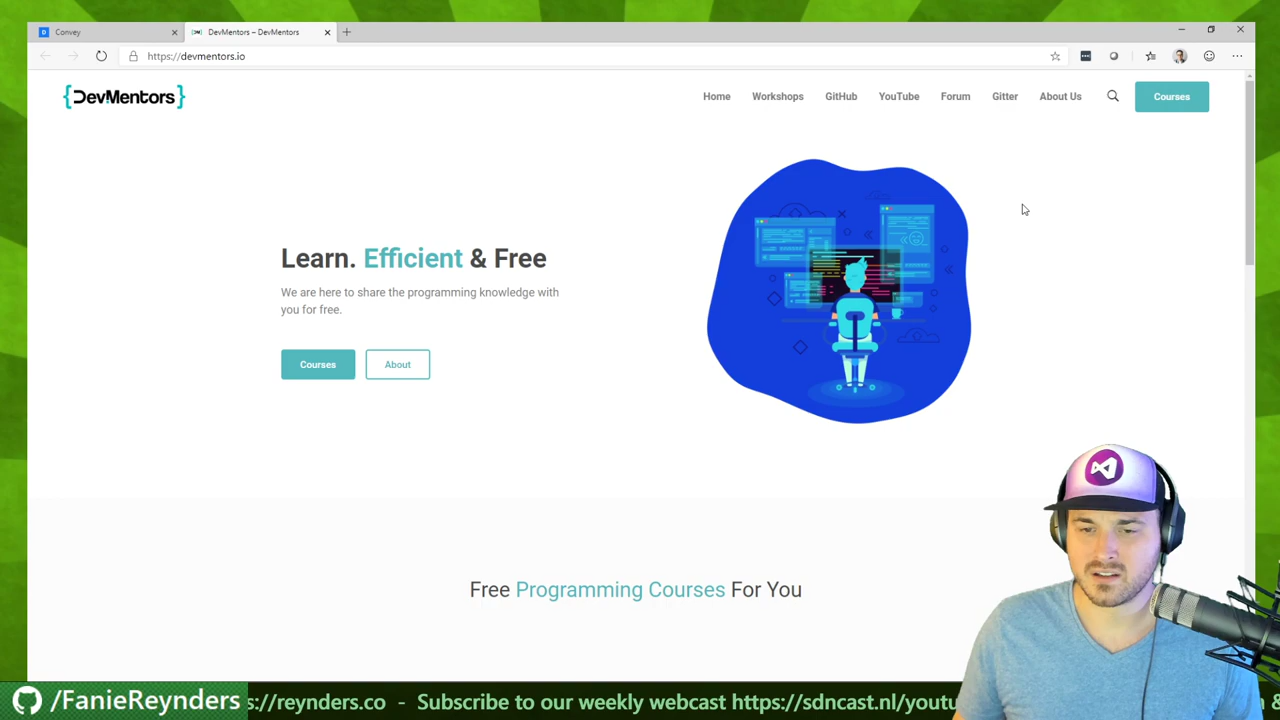 Convey
DevMentors – DevMentors
https://devmentors.io
{DevMentors}
Home
Workshops
GitHub
YouTube
Forum
Gitter
About Us
Courses
Learn. Efficient & Free
We are here to share the programming knowledge with
you for free.
Courses
About
Free Programming Courses For You
/FanieReynders
s://reynders.co - Subscribe to our weekly webcast https://sdncast.nl/youtu